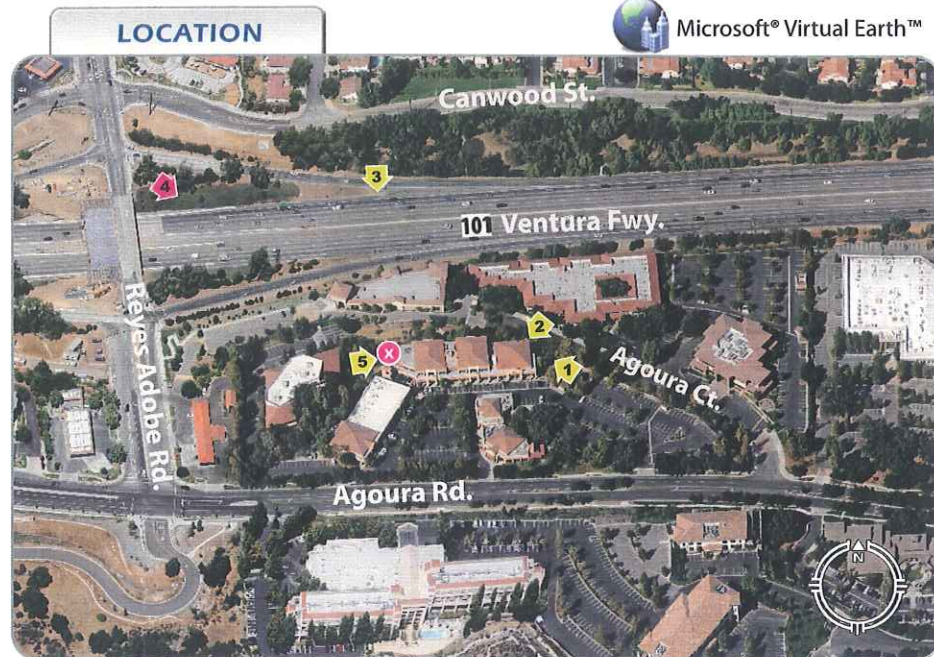 LOCATION
Microsoft® Virtual Earth™
Canwood St.
3
4
101 Ventura Fwy.
Reyes Adobe Rd.
2
5
X
1
Agoura Ct.
Agoura Rd.
N